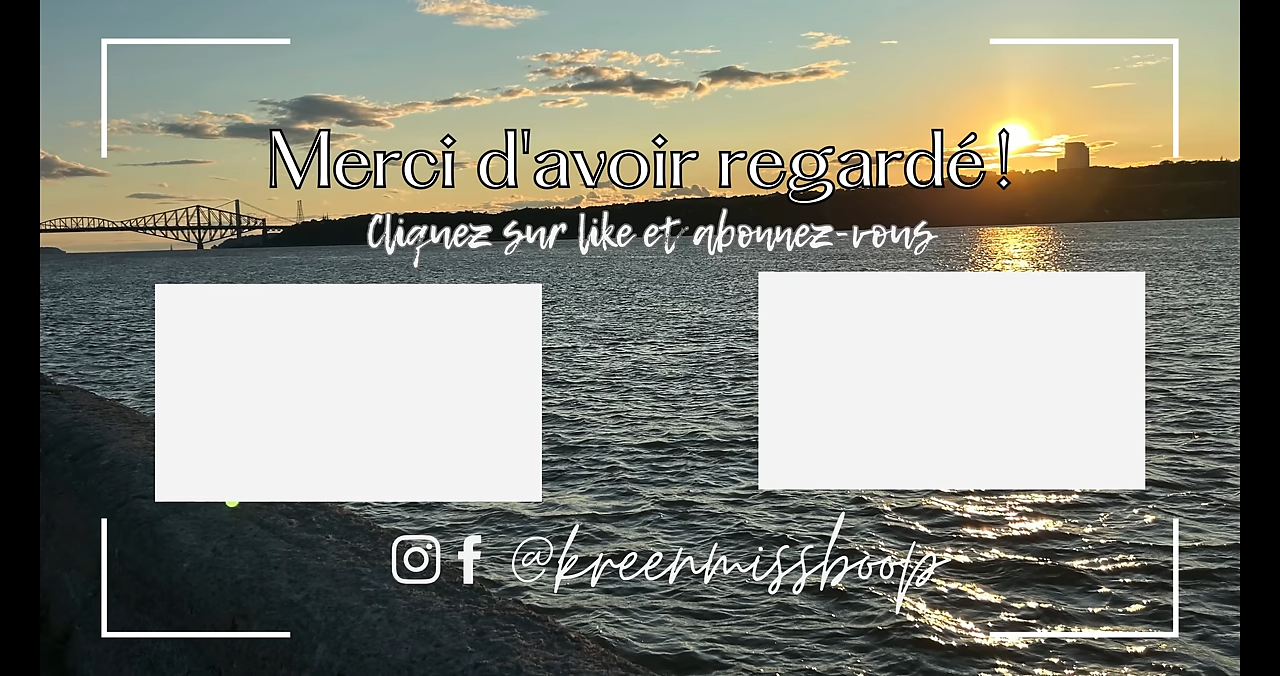 Merci d'avoir regardé!
Cliquez sur like et abonnez-vous
@kreenmissboop